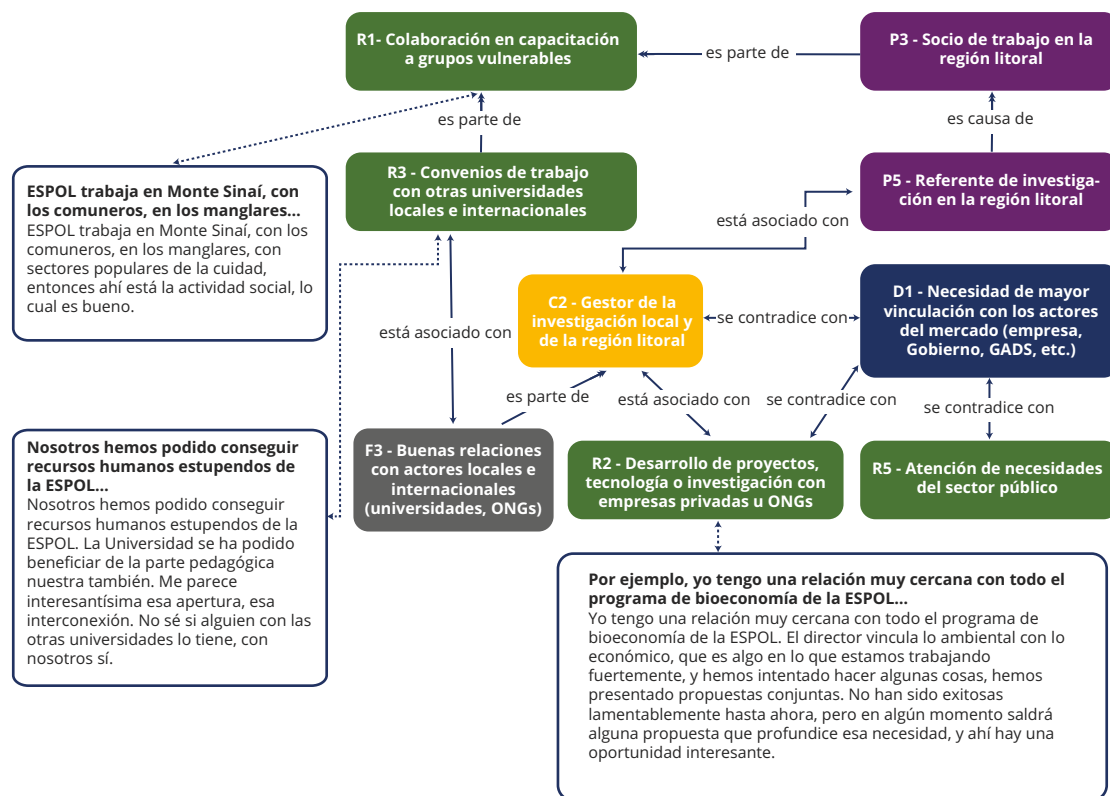 R1- Colaboración en capacitación
a grupos vulnerables
es parte de
P3 - Socio de trabajo en la
región litoral
es parte de
es causa de
ESPOL trabaja en Monte Sinaí, con
los comuneros, en los manglares...
ESPOL trabaja en Monte Sinaí, con los
comuneros, en los manglares, con
sectores populares de la cuidad,
entonces ahí está la actividad social, lo
cual es bueno.
R3 - Convenios de trabajo
con otras universidades
locales e internacionales
P5 - Referente de investiga-
ción en la región litoral
está asociado con
C2 - Gestor de la
investigación local y
de la región litoral
se contradice con
D1 - Necesidad de mayor
vinculación con los actores
del mercado (empresa,
Gobierno, GADS, etc.)
está asociado con
es parte de
está asociado con
se contradice con
se contradice con
Nosotros hemos podido conseguir
recursos humanos estupendos de
la ESPOL...
Nosotros hemos podido conseguir
recursos humanos estupendos de la
ESPOL. La Universidad se ha podido
beneficiar de la parte pedagógica
nuestra también. Me parece
interesantísima esa apertura, esa
interconexión. No sé si alguien con las
otras universidades lo tiene, con
nosotros sí.
F3 - Buenas relaciones
con actores locales e
internacionales
(universidades, ONGs)
R2 - Desarrollo de proyectos,
tecnología o investigación con
empresas privadas u ONGs
R5 - Atención de necesidades
del sector público
Por ejemplo, yo tengo una relación muy cercana con todo el
programa de bioeconomía de la ESPOL...
Yo tengo una relación muy cercana con todo el programa de
bioeconomía de la ESPOL. El director vincula lo ambiental con lo
económico, que es algo en lo que estamos trabajando
fuertemente, y hemos intentado hacer algunas cosas, hemos
presentado propuestas conjuntas. No han sido exitosas
lamentablemente hasta ahora, pero en algún momento saldrá
alguna propuesta que profundice esa necesidad, y ahí hay una
oportunidad interesante.